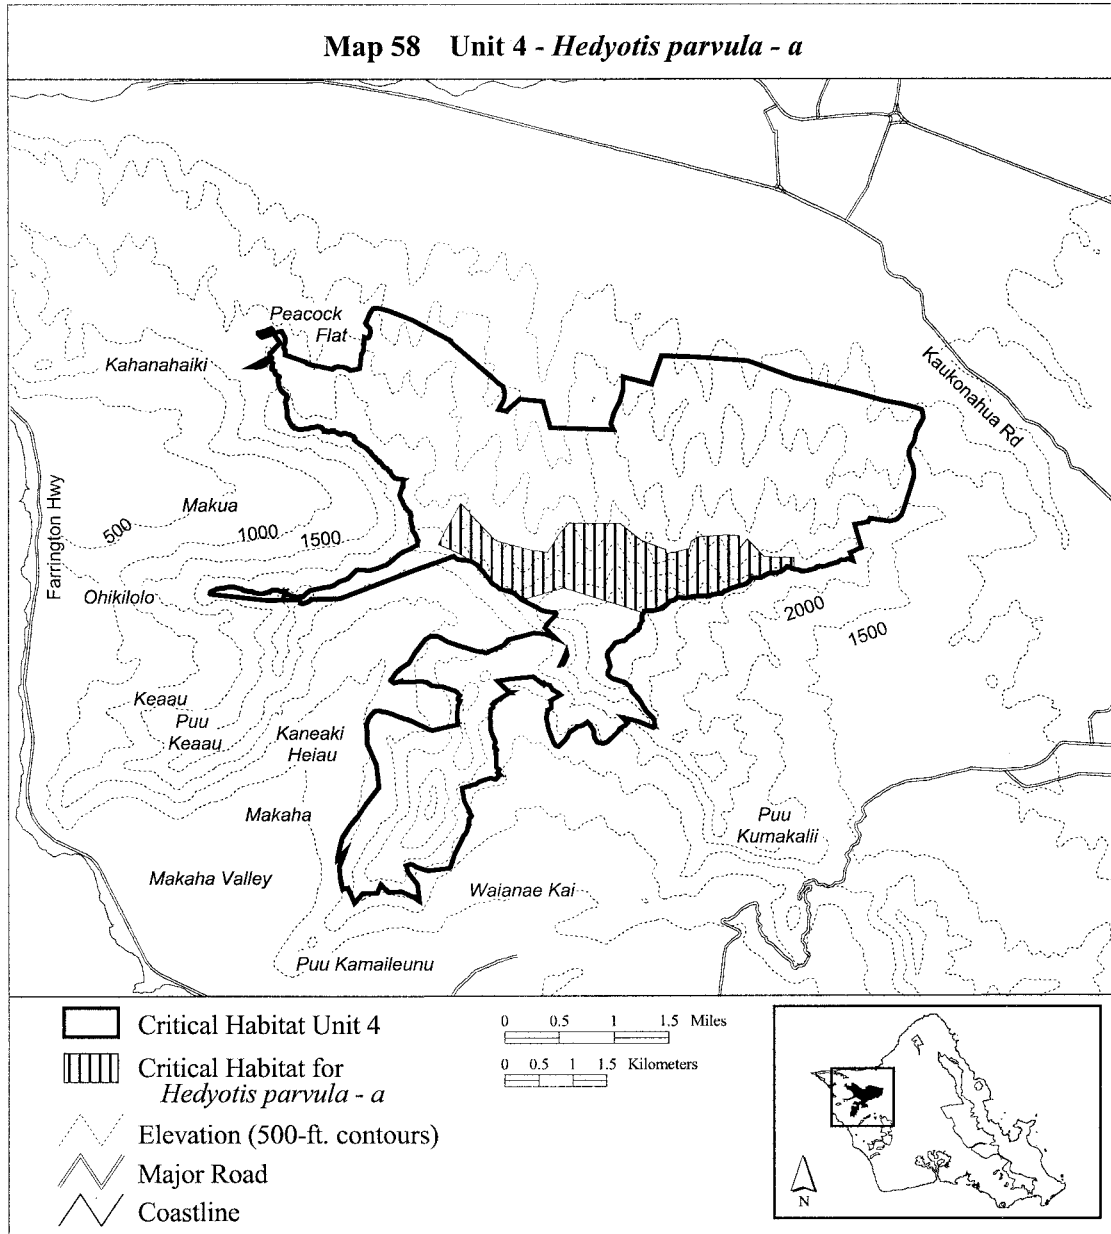 Map 58 Unit 4 - Hedyotis parvula - a
Peacock
Flat
Kahanahaiki
Kaukonahua Rd
Farrington Hwy
Makua
500
1000
1500
Ohikilolo
2000
1500
Keaau
Puu
Keaau
Kaneaki
Heiau
Makaha
Puu
Kumakalii
Makaha Valley
Waianae Kai
Puu Kamaileunu
Critical Habitat Unit 4
Critical Habitat for
Hedyotis parvula - a
Elevation (500-ft. contours)
Major Road
Coastline
0 0.5 1 1.5 Miles
0 0.5 1 1.5 Kilometers
N